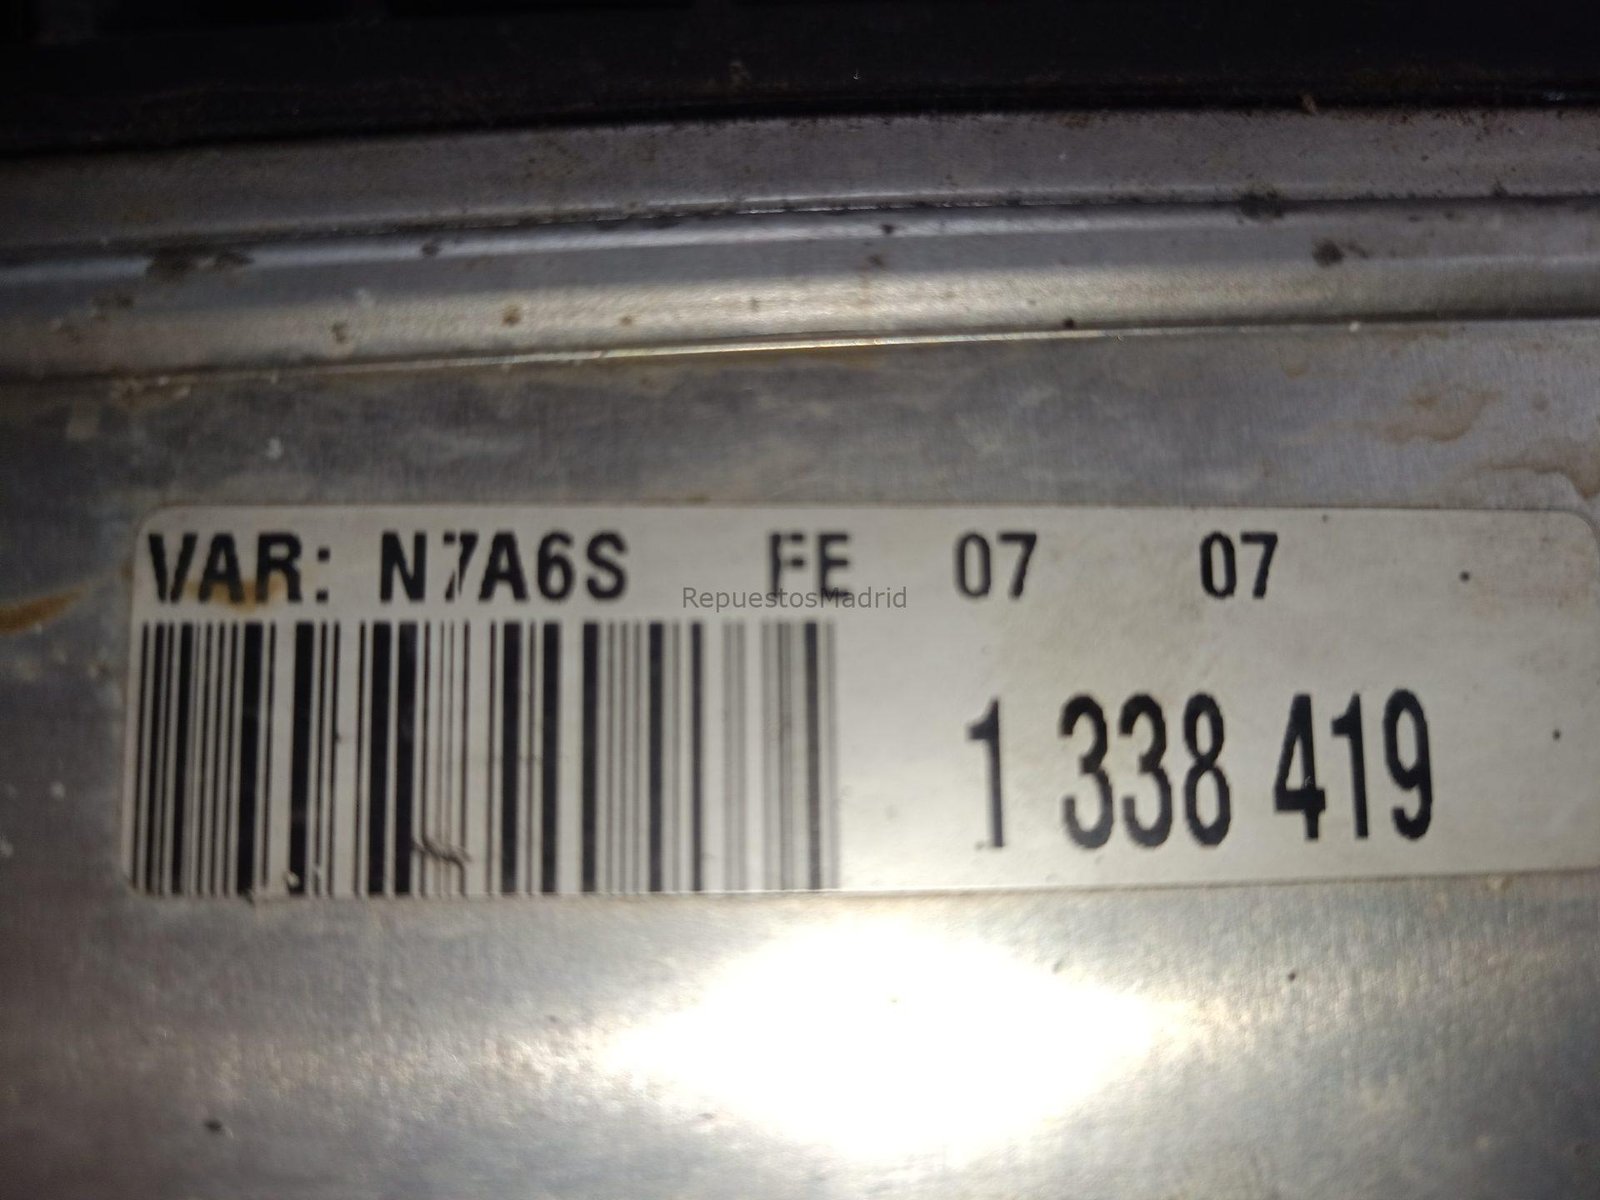 VAR: N7A6S FE 07 07
RepuestosMadrid
1 338 419